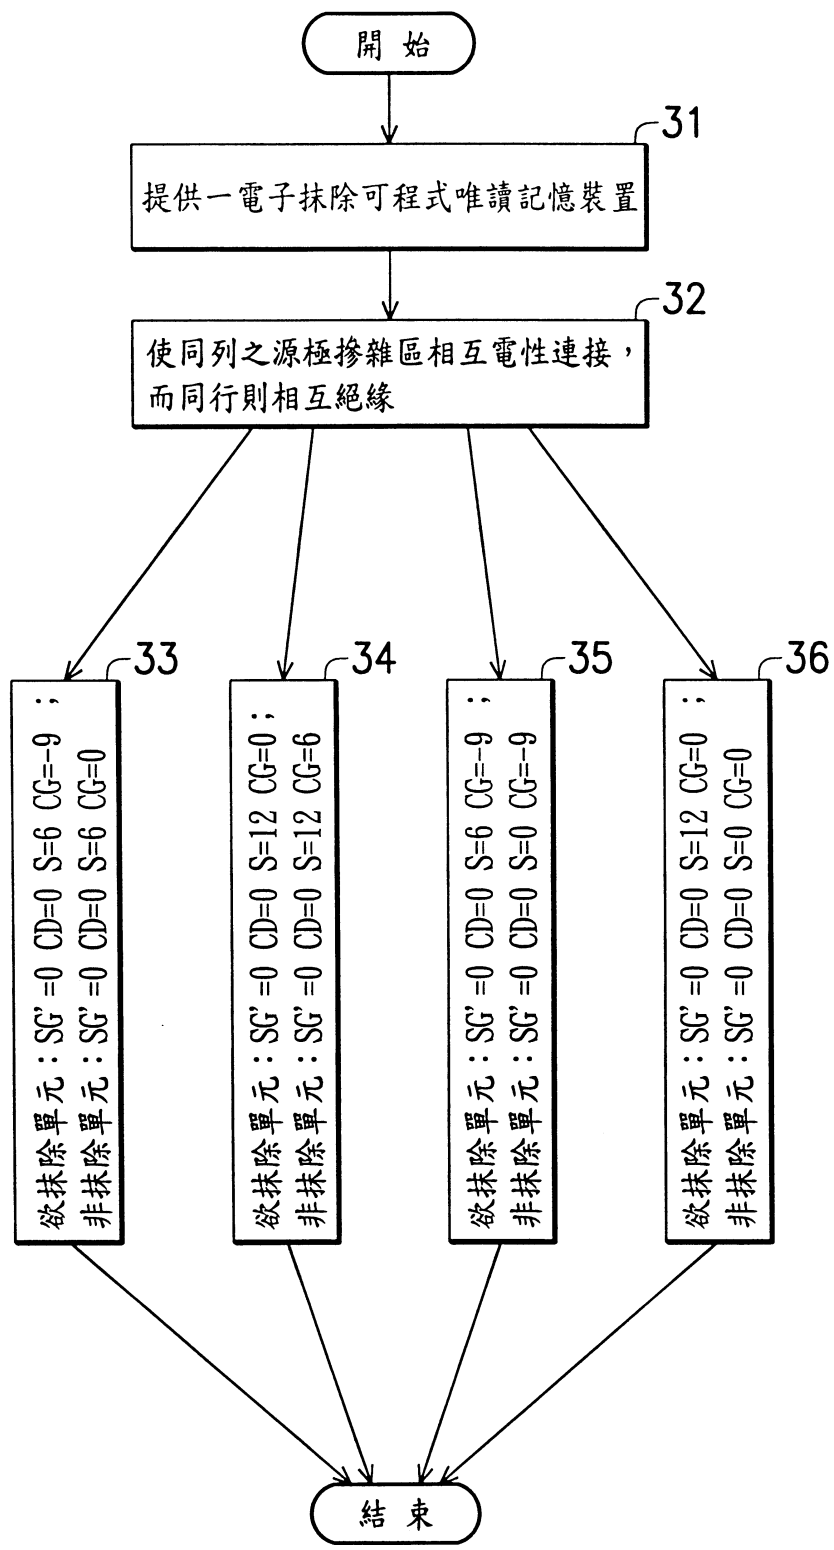 開始
31
提供一電子抹除可程式唯讀記憶裝置
32
使同列之源極摻雜區相互電性連接，
而同行則相互絕緣
33
欲抹除單元：SG'=0 CD=0 S=6 CG=-9；
非抹除單元：SG'=0 CD=0 S=6 CG=0
34
欲抹除單元：SG'=0 CD=0 S=12 CG=0；
非抹除單元：SG'=0 CD=0 S=12 CG=6
35
欲抹除單元：SG'=0 CD=0 S=6 CG=-9；
非抹除單元：SG'=0 CD=0 S=0 CG=-9
36
欲抹除單元：SG'=0 CD=0 S=12 CG=0；
非抹除單元：SG'=0 CD=0 S=0 CG=0
結束